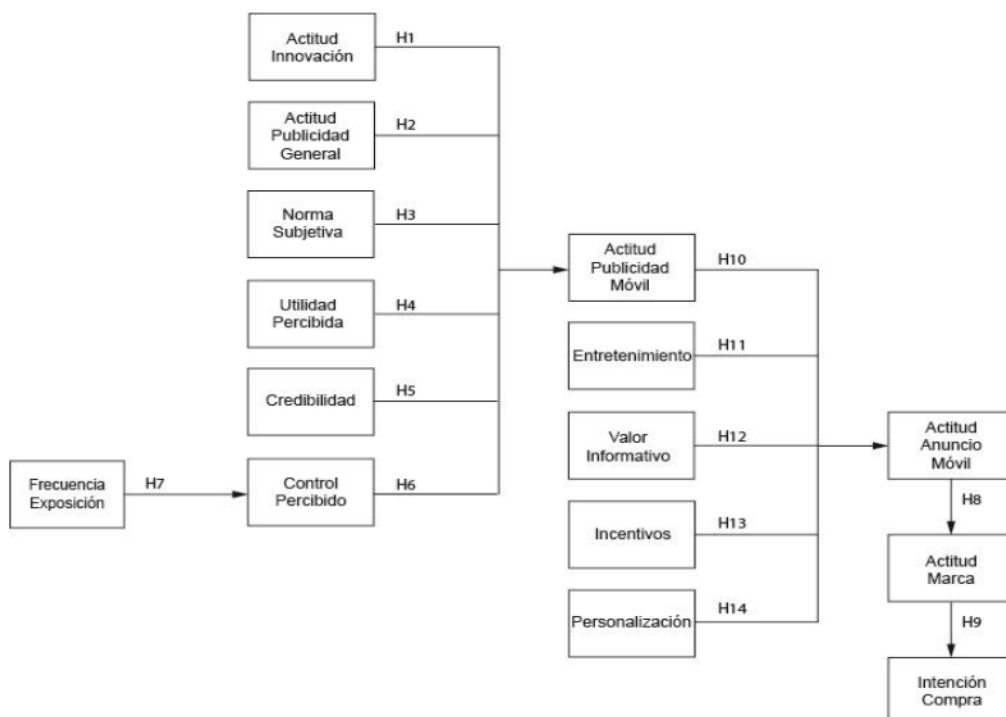 Actitud
Innovación
H1
Actitud
Publicidad
General
H2
Norma
Subjetiva
H3
Utilidad
Percibida
H4
Credibilidad
H5
Frecuencia
Exposición
H7
Control
Percibido
H6
Actitud
Publicidad
Móvil
H10
Entretenimiento
H11
Valor
Informativo
H12
Incentivos
H13
Personalización
H14
Actitud
Anuncio
Móvil
H8
Actitud
Marca
H9
Intención
Compra